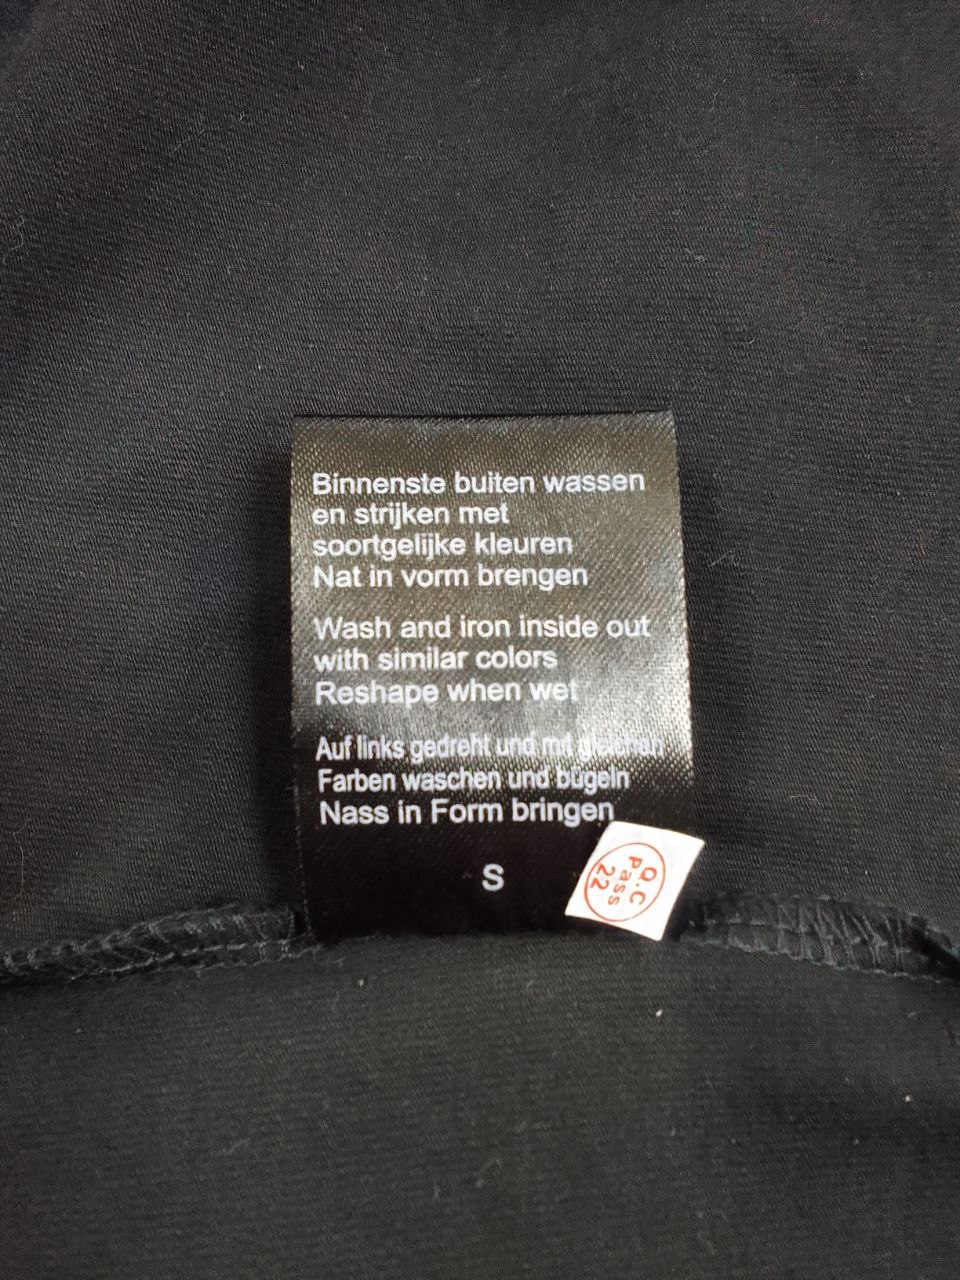 Binnenste buiten wassen
en strijken met
soortgelijke kleuren
Nat in vorm brengen
Wash and iron inside out
with similar colors
Reshape when wet
Auf links gedreht und mit gleichen
Farben waschen und bügeln
Nass in Form bringen
S
Q.C
Pass
22